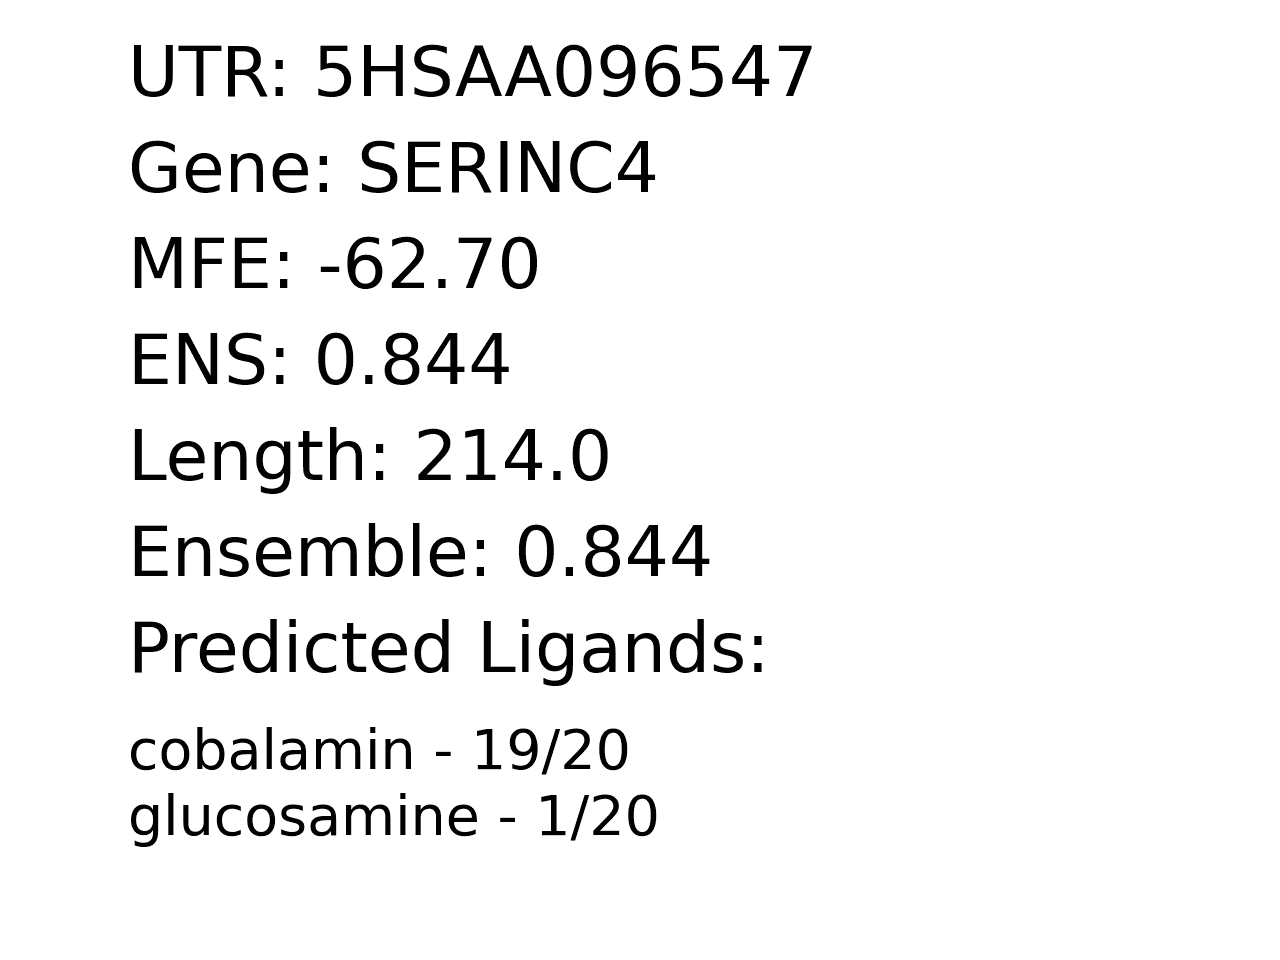 UTR: 5HSAA096547
Gene: SERINC4
MFE: -62.70
ENS: 0.844
Length: 214.0
Ensemble: 0.844
Predicted Ligands:
cobalamin - 19/20
glucosamine - 1/20